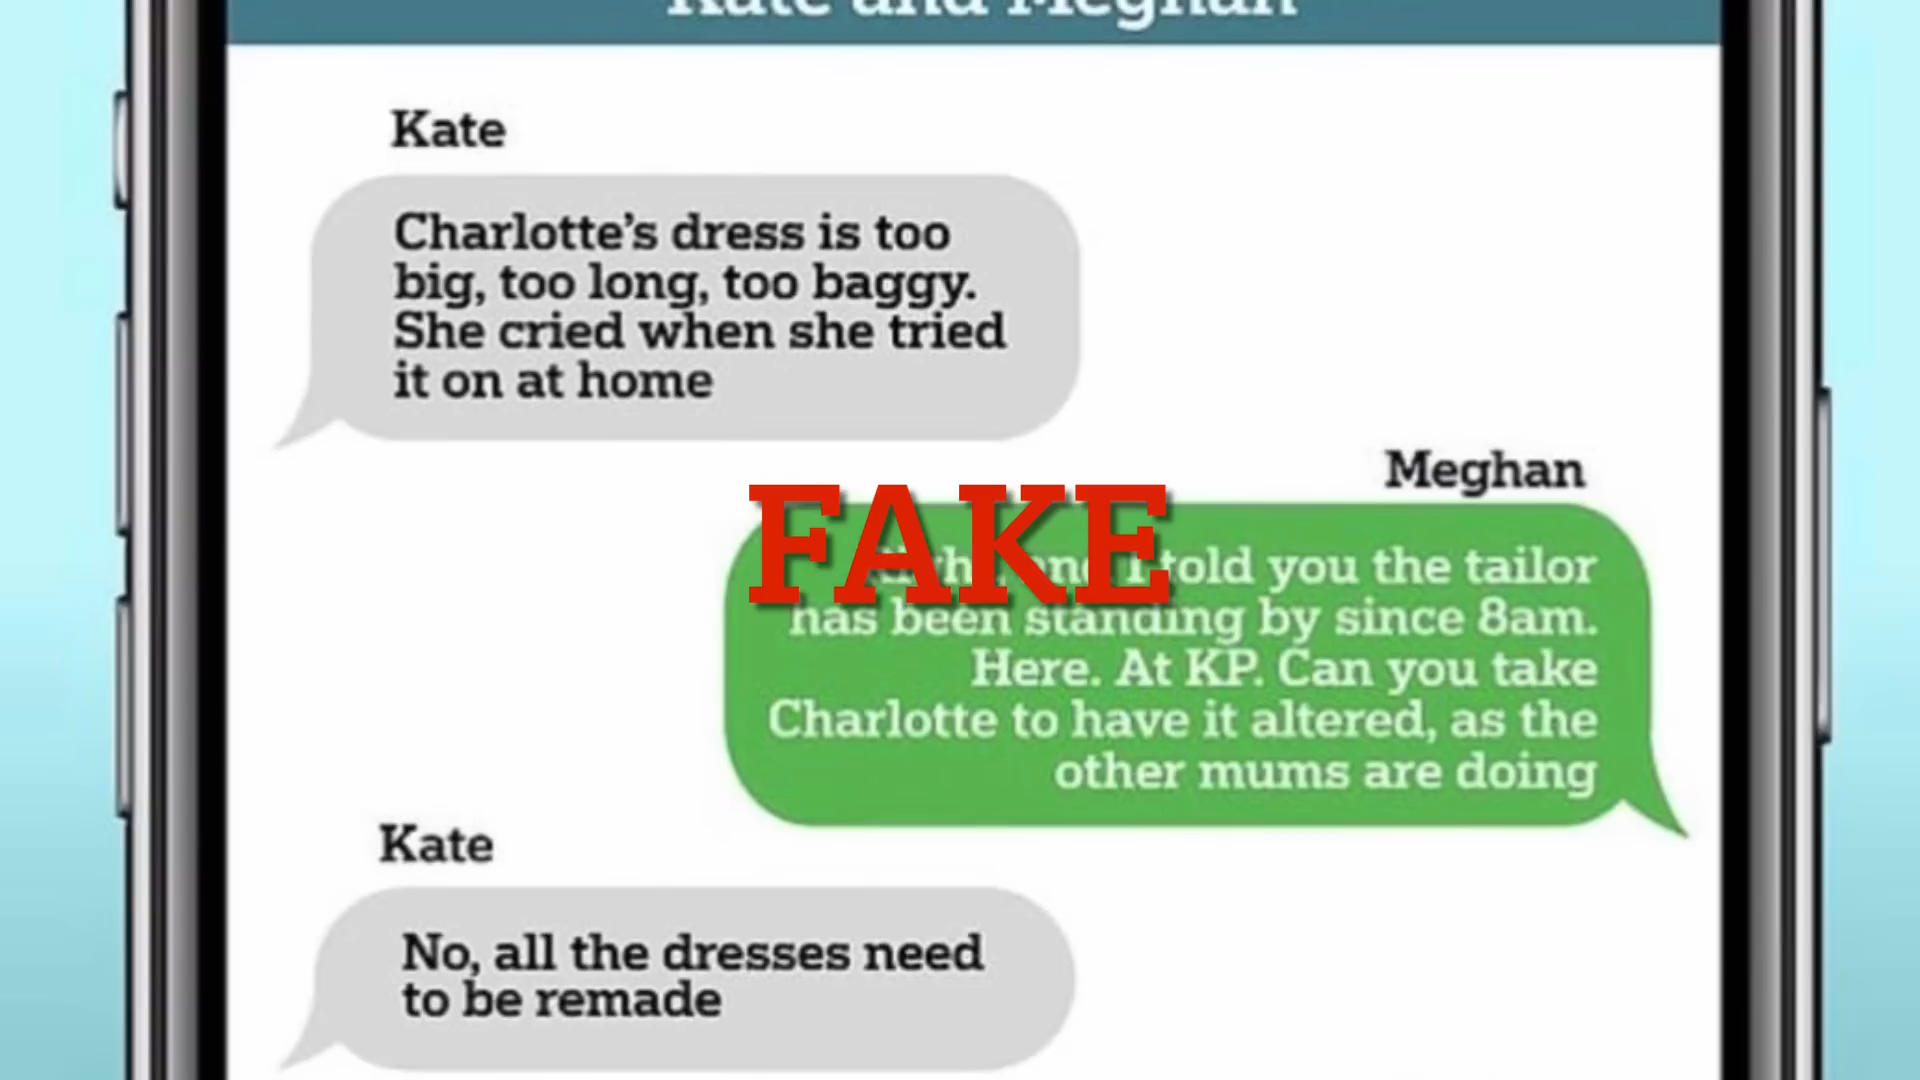 Kate and Meghan
Kate
Charlotte's dress is too
big, too long, too baggy.
She cried when she tried
it on at home
Meghan
FAKE
told you the tailor
has been standing by since 8am.
Here. At KP. Can you take
Charlotte to have it altered, as the
other mums are doing
Kate
No, all the dresses need
to be remade